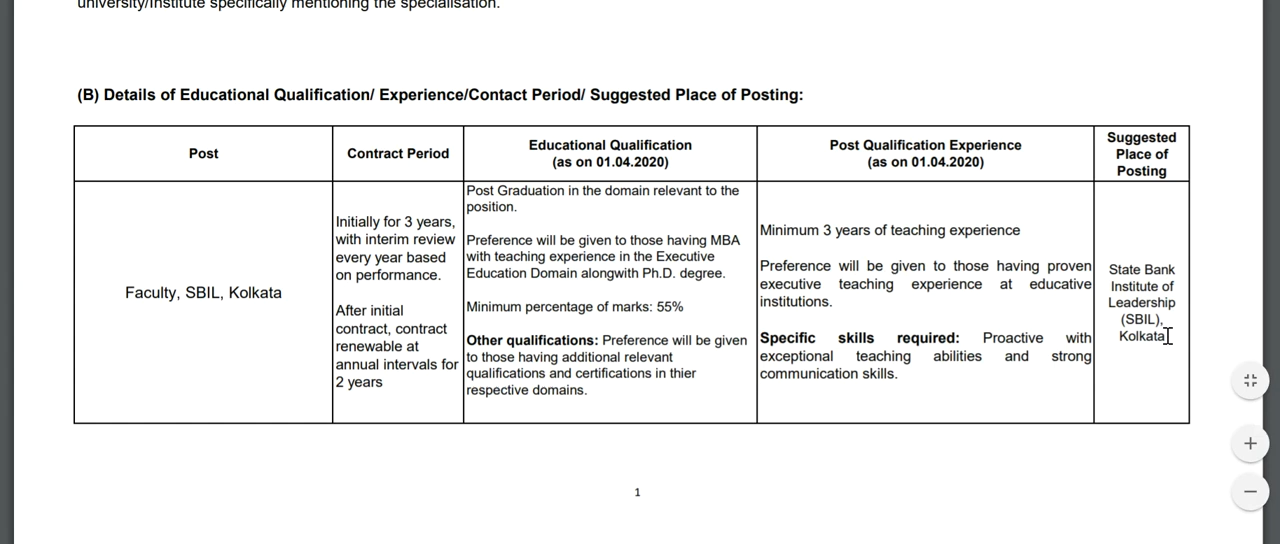 university/Institute specifically mentioning the specialisation.
(B) Details of Educational Qualification/ Experience/Contact Period/ Suggested Place of Posting:
Post
Contract Period
Educational Qualification
(as on 01.04.2020)
Post Qualification Experience
(as on 01.04.2020)
Suggested
Place of
Posting
Faculty, SBIL, Kolkata
Initially for 3 years,
with interim review
every year based
on performance.
After initial
contract, contract
renewable at
annual intervals for
2 years
Post Graduation in the domain relevant to the
position.
Preference will be given to those having MBA
with teaching experience in the Executive
Education Domain alongwith Ph.D. degree.
Minimum percentage of marks: 55%
Other qualifications: Preference will be given
to those having additional relevant
qualifications and certifications in thier
respective domains.
Minimum 3 years of teaching experience
Preference will be given to those having proven
executive teaching experience at educative
institutions.
Specific skills required: Proactive with
exceptional teaching abilities and strong
communication skills.
State Bank
Institute of
Leadership
(SBIL),
Kolkata
1